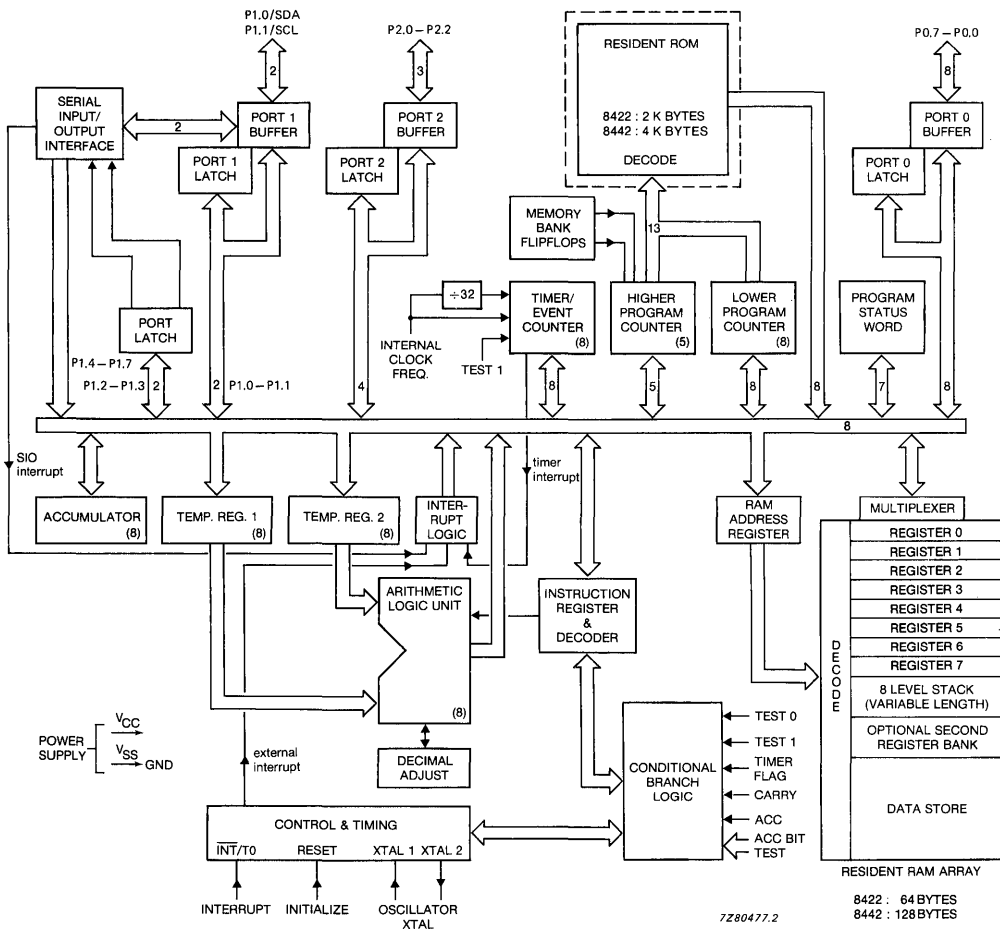 P1.0/SDA
P1.1/SCL
2
P2.0–P2.2
3
RESIDENT ROM
8422 : 2 K BYTES
8442 : 4 K BYTES
DECODE
P0.7–P0.0
8
SERIAL
INPUT/
OUTPUT
INTERFACE
2
PORT 1
BUFFER
PORT 1
LATCH
PORT 2
BUFFER
PORT 2
LATCH
PORT 0
BUFFER
PORT 0
LATCH
MEMORY
BANK
FLIPFLOPS
13
÷32
TIMER/
EVENT
COUNTER
(8)
HIGHER
PROGRAM
COUNTER
(5)
LOWER
PROGRAM
COUNTER
(8)
PROGRAM
STATUS
WORD
INTERNAL
CLOCK
FREQ.
TEST 1
PORT
LATCH
P1.4–P1.7
P1.2–P1.3
2
2
P1.0–P1.1
4
8
5
8
8
7
8
8
SIO
interrupt
timer
interrupt
ACCUMULATOR
(8)
TEMP. REG. 1
(8)
TEMP. REG. 2
(8)
INTER-
RUPT
LOGIC
RAM
ADDRESS
REGISTER
MULTIPLEXER
REGISTER 0
REGISTER 1
REGISTER 2
REGISTER 3
REGISTER 4
REGISTER 5
REGISTER 6
REGISTER 7
8 LEVEL STACK
(VARIABLE LENGTH)
OPTIONAL SECOND
REGISTER BANK
DATA STORE
DECODE
RESIDENT RAM ARRAY
8422 : 64 BYTES
8442 : 128 BYTES
ARITHMETIC
LOGIC UNIT
(8)
INSTRUCTION
REGISTER
&
DECODER
DECIMAL
ADJUST
POWER
SUPPLY
VCC
VSS
GND
external
interrupt
CONDITIONAL
BRANCH
LOGIC
TEST 0
TEST 1
TIMER
FLAG
CARRY
ACC
ACC BIT
TEST
CONTROL & TIMING
INT/T0
RESET
XTAL 1
XTAL 2
INTERRUPT
INITIALIZE
OSCILLATOR
XTAL
7Z80477.2